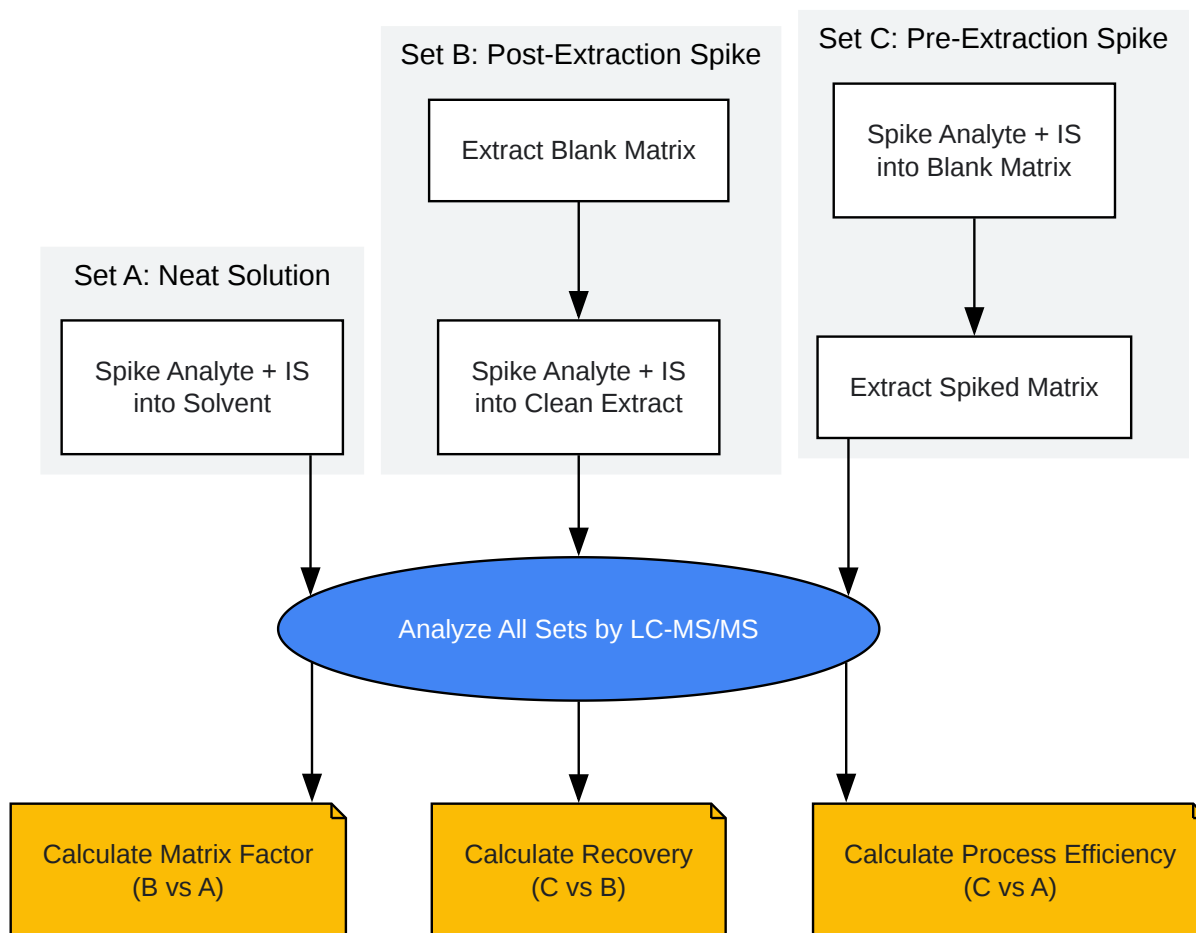 Set A: Neat Solution
Spike Analyte + IS
into Solvent
Set B: Post-Extraction Spike
Extract Blank Matrix
Spike Analyte + IS
into Clean Extract
Set C: Pre-Extraction Spike
Spike Analyte + IS
into Blank Matrix
Extract Spiked Matrix
Analyze All Sets by LC-MS/MS
Calculate Matrix Factor
(B vs A)
Calculate Recovery
(C vs B)
Calculate Process Efficiency
(C vs A)